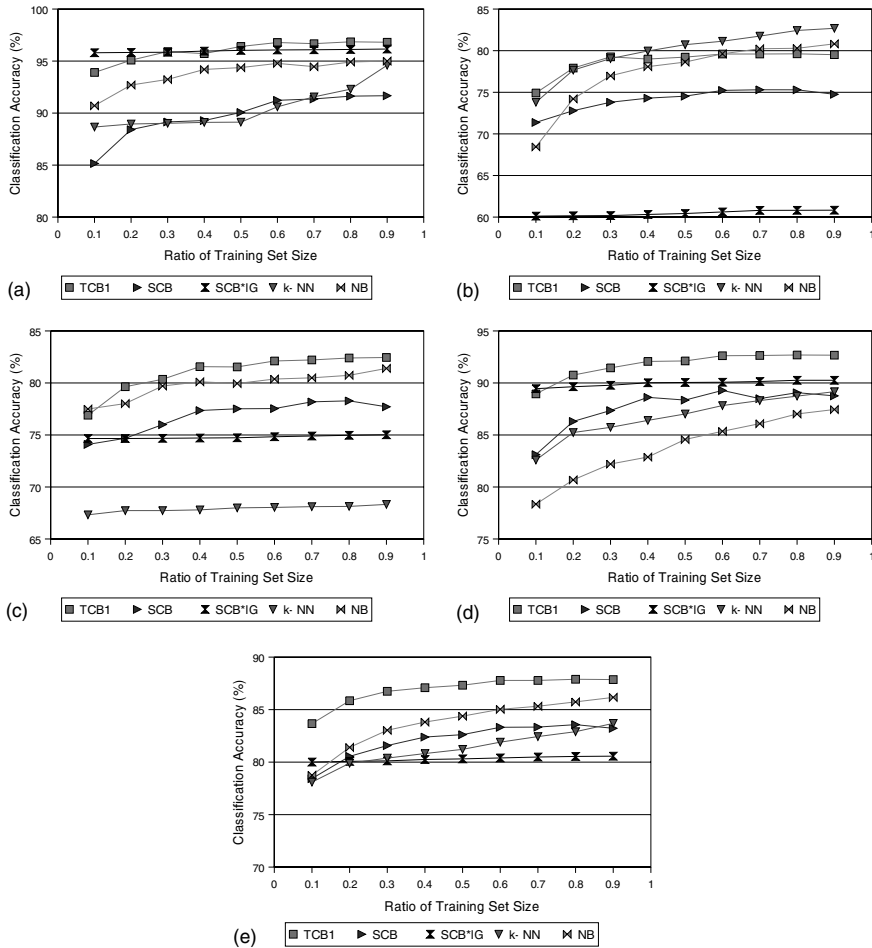 100
95
90
85
80
0 0.1 0.2 0.3 0.4 0.5 0.6 0.7 0.8 0.9 1
Classification Accuracy (%)
Ratio of Training Set Size
(a)
TCB1 SCB SCB*IG k- NN NB
85
80
75
70
65
60
0 0.1 0.2 0.3 0.4 0.5 0.6 0.7 0.8 0.9 1
Classification Accuracy (%)
Ratio of Training Set Size
(b)
TCB1 SCB SCB*IG k- NN NB
85
80
75
70
65
0 0.1 0.2 0.3 0.4 0.5 0.6 0.7 0.8 0.9 1
Classification Accuracy (%)
Ratio of Training Set Size
(c)
TCB1 SCB SCB*IG k- NN NB
95
90
85
80
75
0 0.1 0.2 0.3 0.4 0.5 0.6 0.7 0.8 0.9 1
Classification Accuracy (%)
Ratio of Training Set Size
(d)
TCB1 SCB SCB*IG k- NN NB
90
85
80
75
70
0 0.1 0.2 0.3 0.4 0.5 0.6 0.7 0.8 0.9 1
Classification Accuracy (%)
Ratio of Training Set Size
(e)
TCB1 SCB SCB*IG k- NN NB